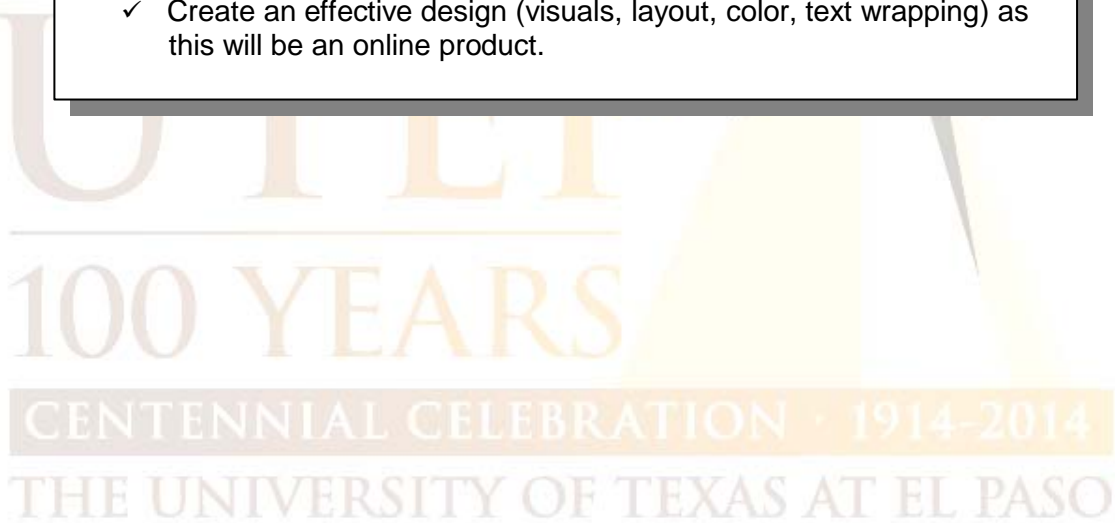 ✓ Create an effective design (visuals, layout, color, text wrapping) as
this will be an online product.
UTEP
100 YEARS
CENTENNIAL CELEBRATION · 1914-2014
THE UNIVERSITY OF TEXAS AT EL PASO